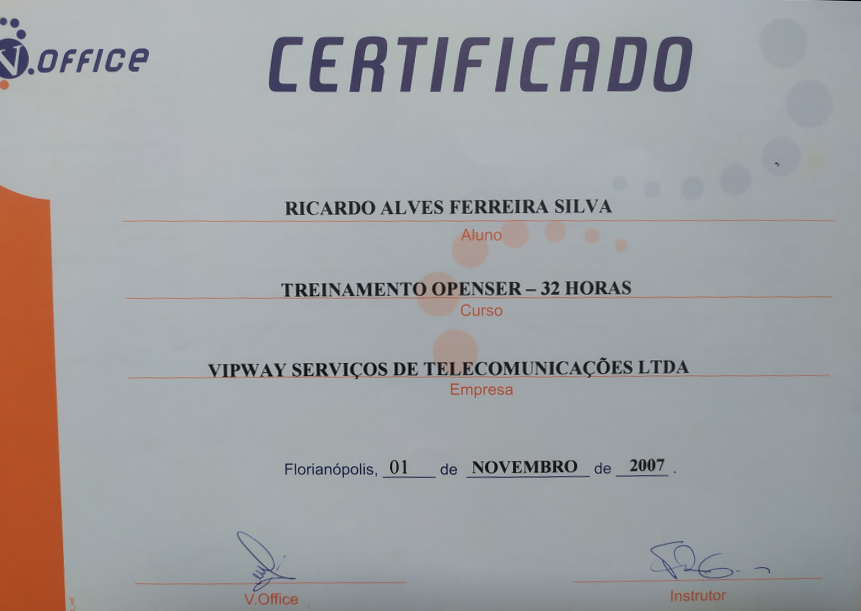 V.OFFICE
CERTIFICADO
RICARDO ALVES FERREIRA SILVA
Aluno
TREINAMENTO OPENSER – 32 HORAS
Curso
VIPWAY SERVIÇOS DE TELECOMUNICAÇÕES LTDA
Empresa
Florianópolis, 01 de NOVEMBRO de 2007 .
V.Office
Instrutor